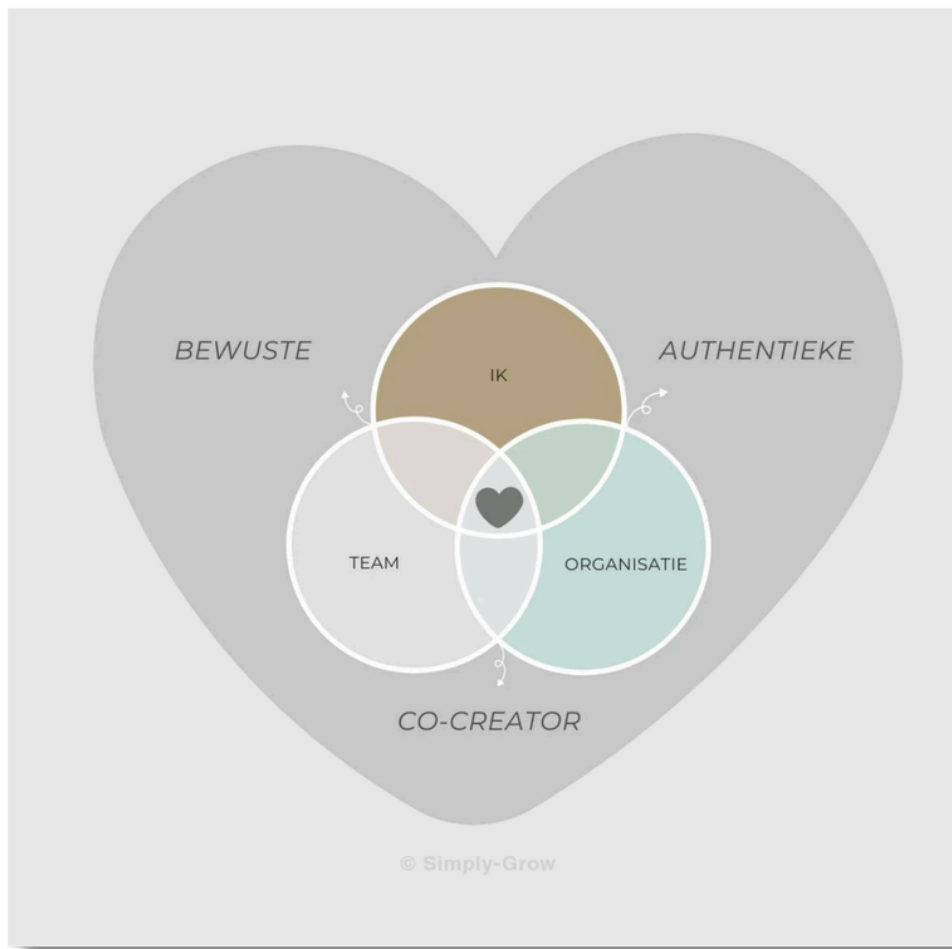 BEWUSTE
AUTHENTIEKE
IK
TEAM
ORGANISATIE
CO-CREATOR
© Simply-Grow